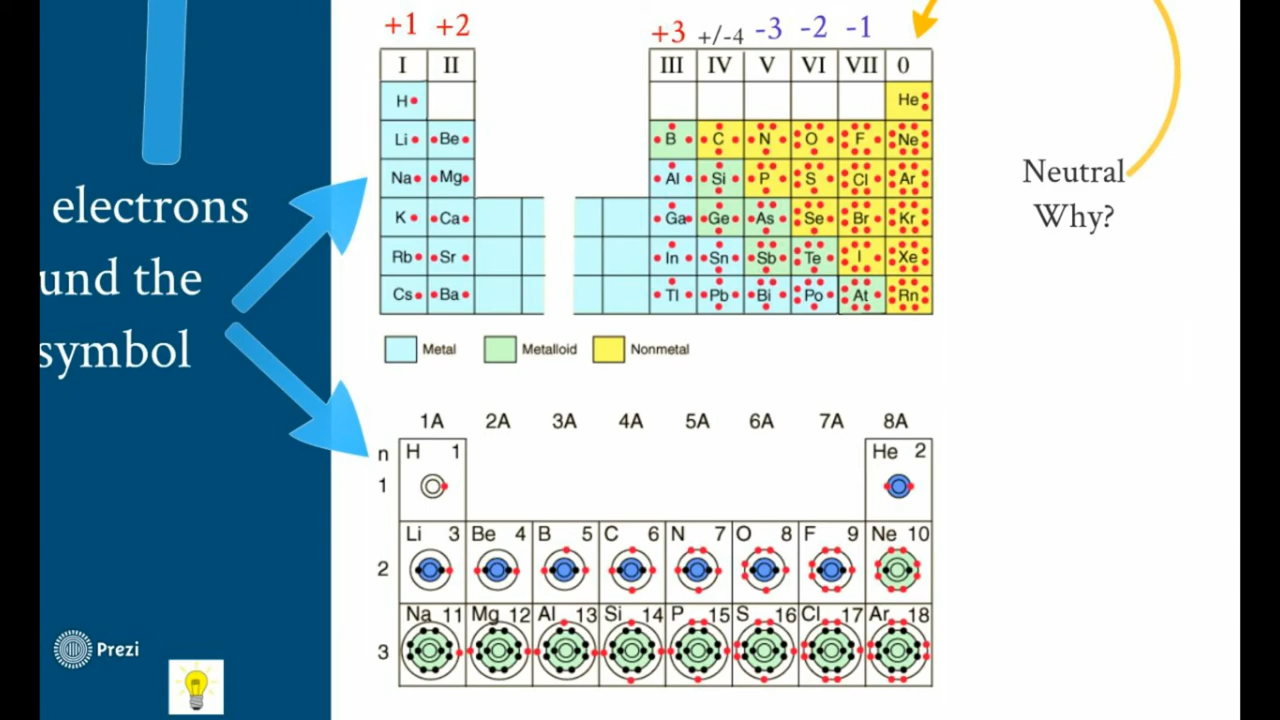 +1 +2 +3 +/-4 -3 -2 -1
I II III IV V VI VII 0
H He
Li Be B C N O F Ne
Na Mg Al Si P S Cl Ar
K Ca Ga Ge As Se Br Kr
Rb Sr In Sn Sb Te I Xe
Cs Ba Tl Pb Bi Po At Rn
Metal Metalloid Nonmetal
electrons
und the
symbol
Neutral
Why?
1A 2A 3A 4A 5A 6A 7A 8A
n
H 1 He 2
1
Li 3 Be 4 B 5 C 6 N 7 O 8 F 9 Ne 10
2
Na 11 Mg 12 Al 13 Si 14 P 15 S 16 Cl 17 Ar 18
3
Prezi